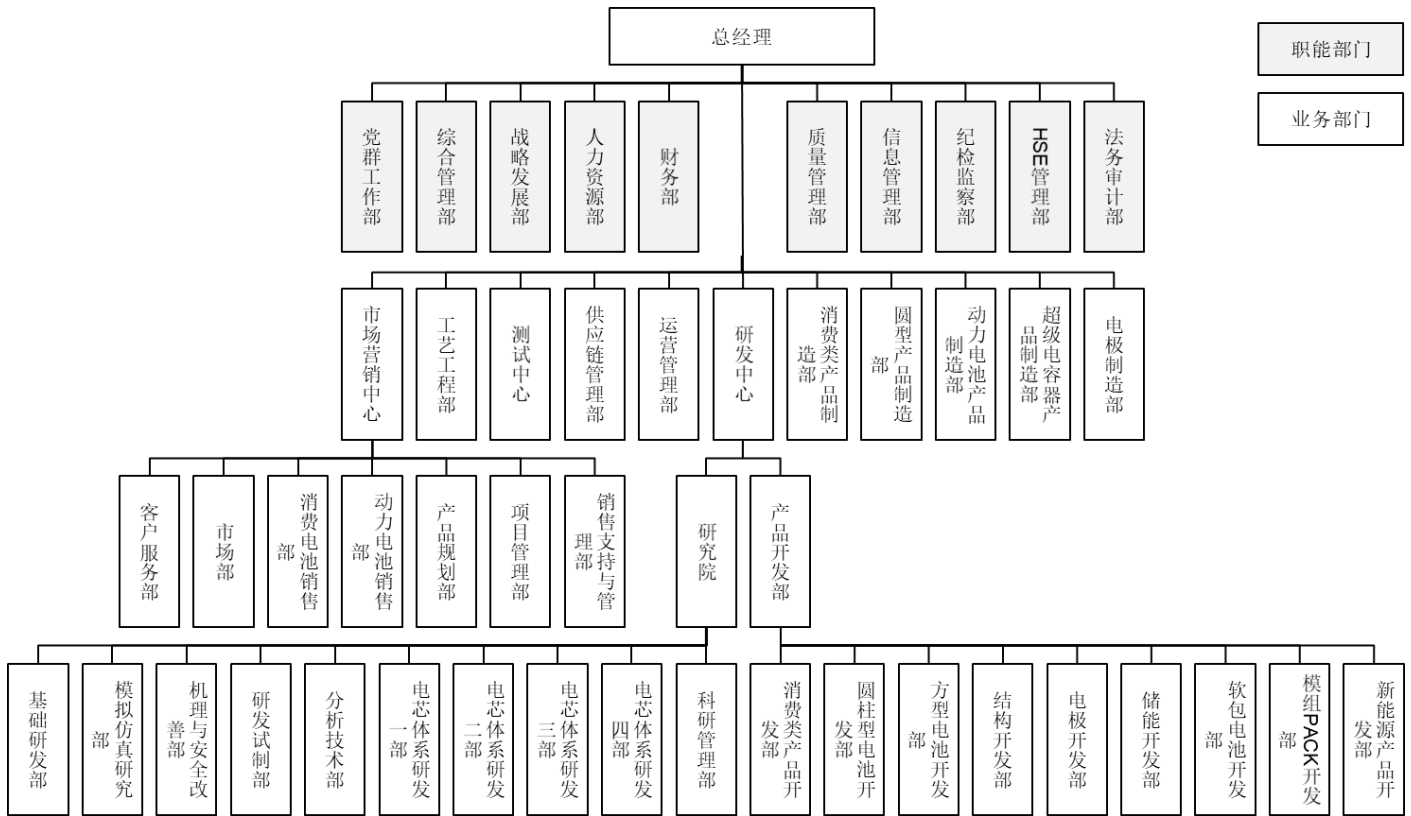 总经理
职能部门
业务部门
党群工作部
综合管理部
战略发展部
人力资源部
财务部
质量管理部
信息管理部
纪检监察部
HSE管理部
法务审计部
市场营销中心
工艺工程部
测试中心
供应链管理部
运营管理部
研发中心
消费类产品制
造部
圆型产品制造
部
动力电池产品
制造部
超级电容器产
品制造部
电极制造部
客户服务部
市场部
消费电池销售
部
动力电池销售
部
产品规划部
项目管理部
销售支持与管
理部
研究院
产品开发部
基础研发部
模拟仿真研究
部
机理与安全改
善部
研发试制部
分析技术部
电芯体系研发
一部
电芯体系研发
二部
电芯体系研发
三部
电芯体系研发
四部
科研管理部
消费类产品开
发部
圆柱型电池开
发部
方型电池开发
部
结构开发部
电极开发部
储能开发部
软包电池开发
部
模组PACK开发
部
新能源产品开
发部